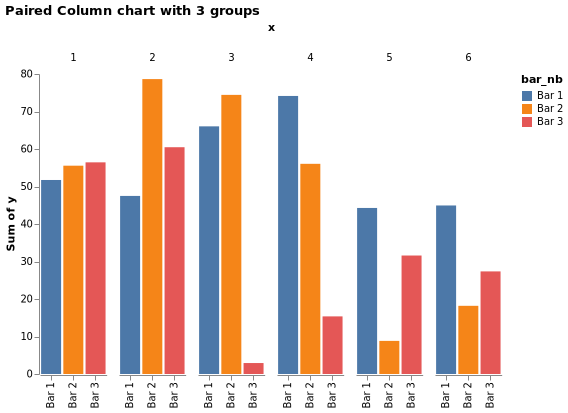 Paired Column chart with 3 groups
x
1 2 3 4 5 6
bar_nb
Bar 1
Bar 2
Bar 3
Sum of y
80
70
60
50
40
30
20
10
0
Bar 1 Bar 2 Bar 3 Bar 1 Bar 2 Bar 3 Bar 1 Bar 2 Bar 3 Bar 1 Bar 2 Bar 3 Bar 1 Bar 2 Bar 3 Bar 1 Bar 2 Bar 3